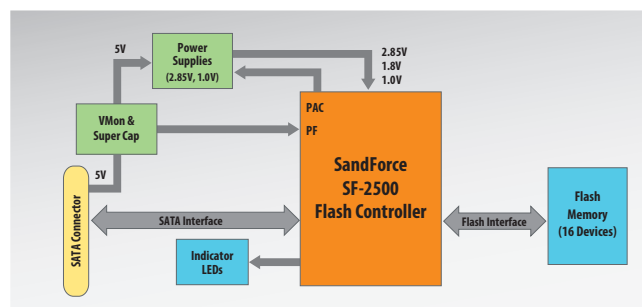 5V
Power
Supplies
(2.85V, 1.0V)
2.85V
1.8V
1.0V
VMon &
Super Cap
PAC
PF
SandForce
SF-2500
Flash Controller
5V
SATA Connector
SATA Interface
Flash Interface
Flash
Memory
(16 Devices)
Indicator
LEDs